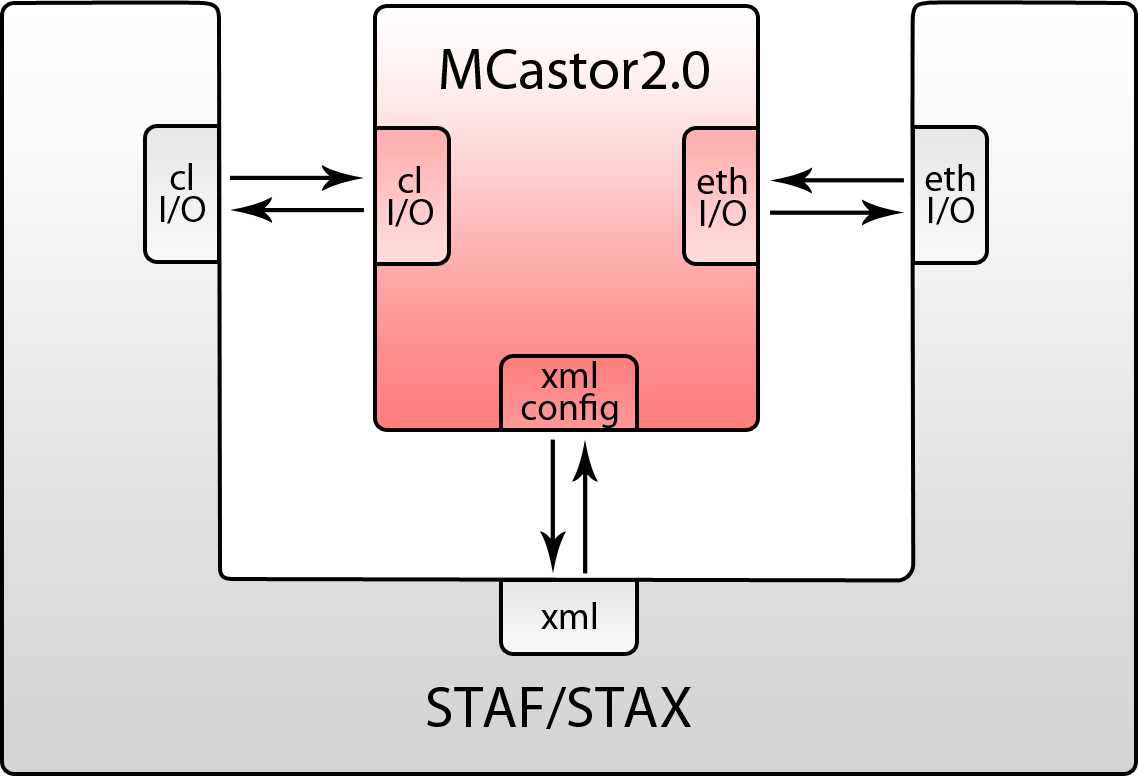 MCastor2.0
cl
I/O
cl
I/O
eth
I/O
eth
I/O
xml
config
xml
STAF/STAX